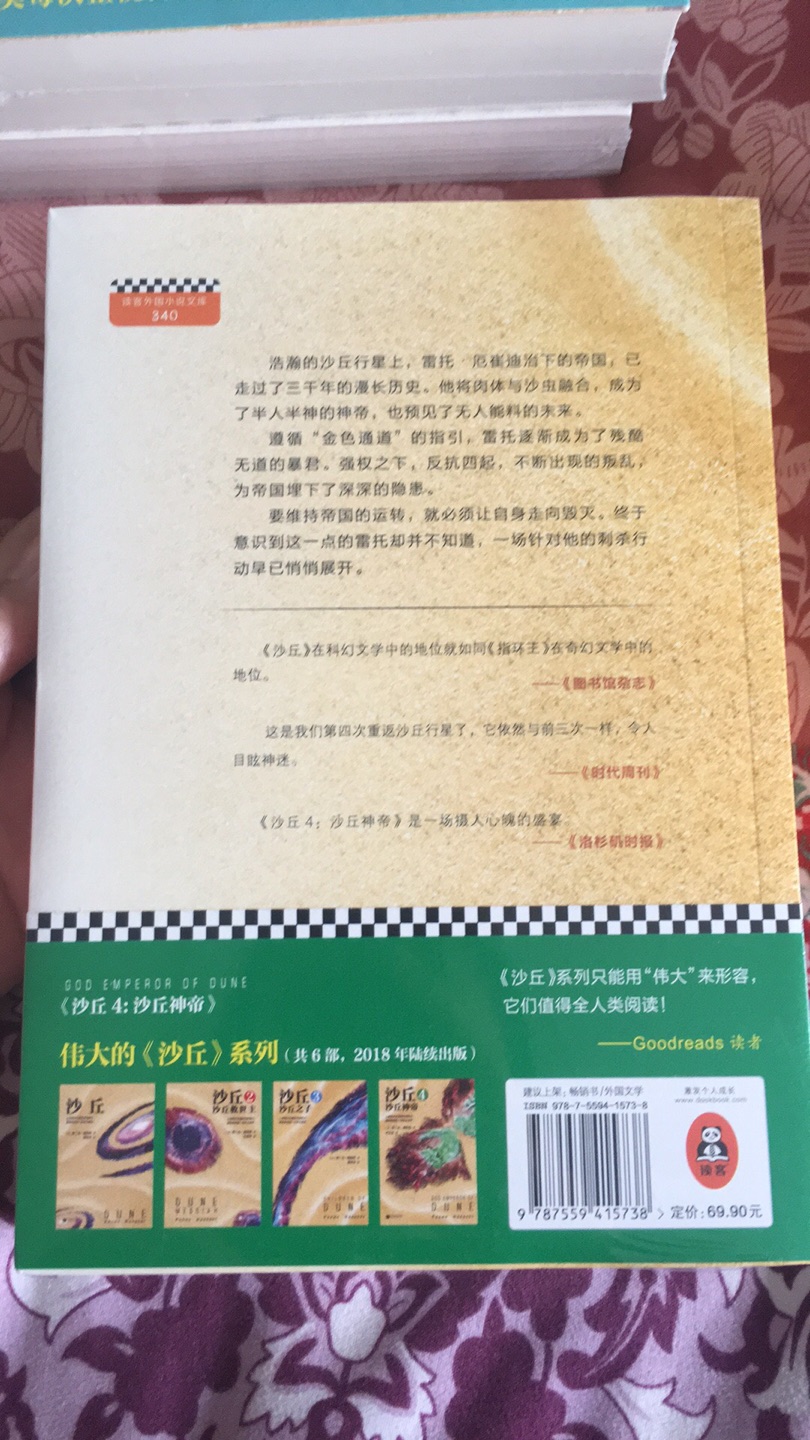 读客外国小说文库
340
浩瀚的沙丘行星上，雷托·厄崔迪治下的帝国，已
走过了三千年的漫长历史。他将肉体与沙虫融合，成为
了半人半神的神帝，也预见了无人能料的未来。
遵循“金色通道”的指引，雷托逐渐成为了残酷
无道的暴君。强权之下，反抗四起，不断出现的叛乱，
为帝国埋下了深深的隐患。
要维持帝国的运转，就必须让自身走向毁灭。终于
意识到这一点的雷托却并不知道，一场针对他的刺杀行
动早已悄悄展开。
《沙丘》在科幻文学中的地位就如同《指环王》在奇幻文学中的
地位。
——《图书馆杂志》
这是我们第四次重返沙丘行星了，它依然与前三次一样，令人
目眩神迷。
——《时代周刊》
《沙丘4：沙丘神帝》是一场摄人心魄的盛宴
——《洛杉矶时报》
GOD EMPEROR OF DUNE
《沙丘4：沙丘神帝》
《沙丘》系列只能用“伟大”来形容，
它们值得全人类阅读！
——Goodreads 读者
伟大的《沙丘》系列（共6部，2018年陆续出版）
沙丘
DUNE
沙丘2
沙丘救世主
DUNE
MESSIAH
沙丘3
沙丘之子
CHILDREN OF
DUNE
沙丘4
沙丘神帝
GOD EMPEROR OF
DUNE
建议上架：畅销书/外国文学
ISBN 978-7-5594-1573-8
9 787559 415738 >
激发个人成长
www.dookbook.com
读客
定价：69.90元